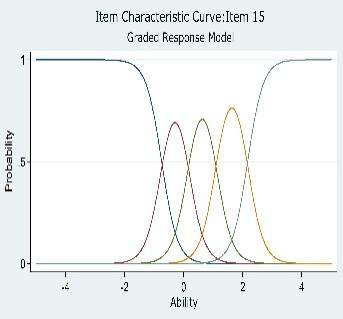 Item Characteristic Curve:Item 15
Graded Response Model
Probability
1
.5
0
-4 -2 0 2 4
Ability